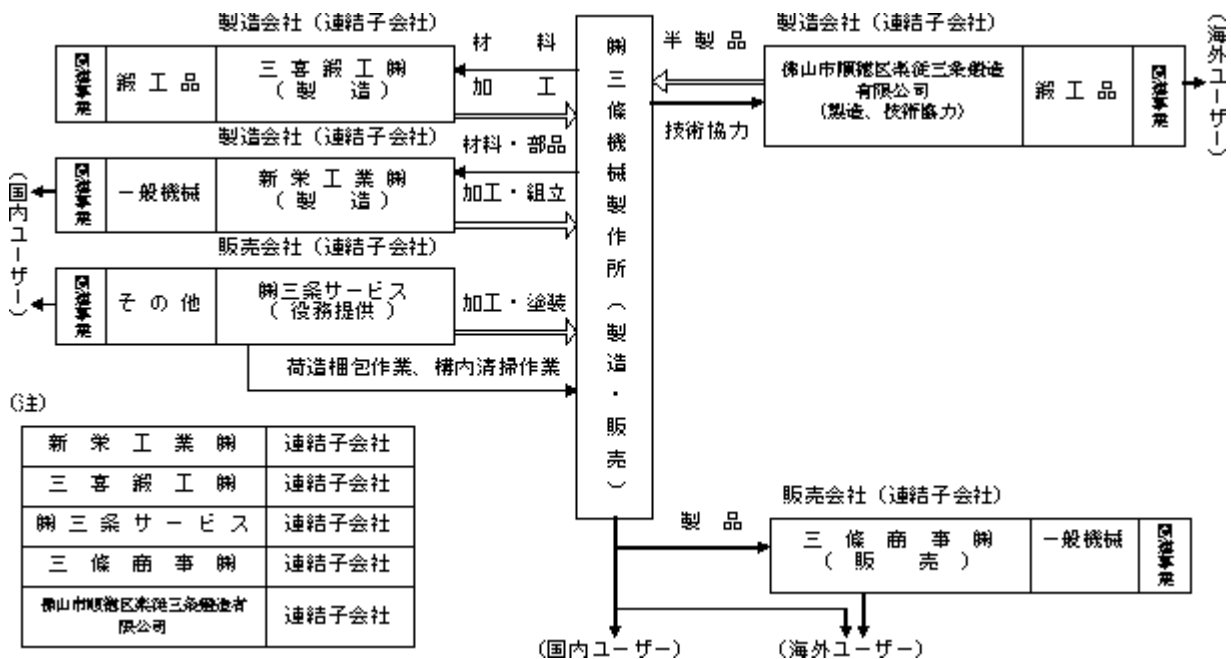 製造会社（連結子会社）
鍛工品
三喜鍛工㈱
（製造）
材料
加工
製造会社（連結子会社）
一般機械
新栄工業㈱
（製造）
材料・部品
加工・組立
（国内ユーザー）
販売会社（連結子会社）
その他
㈱三条サービス
（役務提供）
加工・塗装
荷造梱包作業、構内清掃作業
㈱三條機械製作所（製造・販売）
製造会社（連結子会社）
半製品
技術協力
佛山市順徳区楽従三条鍛造
有限公司
（製造、技術協力）
鍛工品
（海外ユーザー）
（注）
新栄工業㈱ 連結子会社
三喜鍛工㈱ 連結子会社
㈱三条サービス 連結子会社
三條商事㈱ 連結子会社
佛山市順徳区楽従三条鍛造有
限公司
連結子会社
販売会社（連結子会社）
製品
三條商事㈱
（販売）
一般機械
（国内ユーザー）
（海外ユーザー）